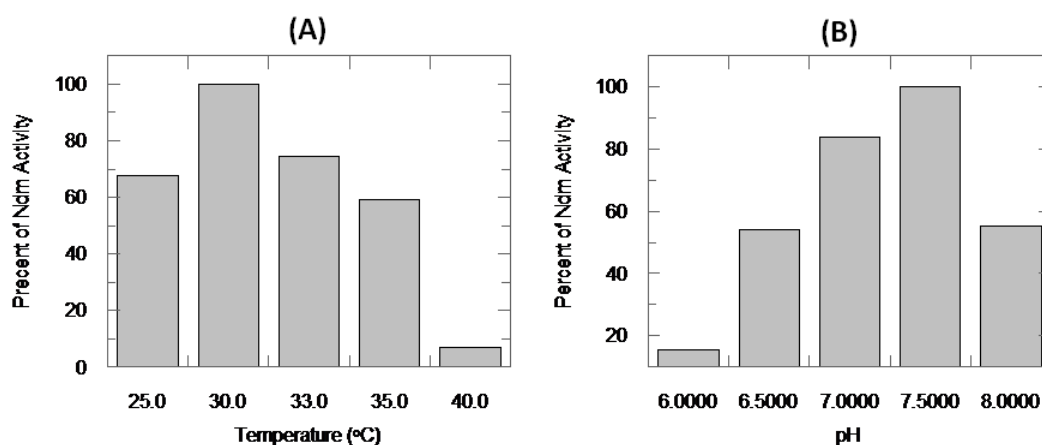 (A)
Precent of Ndm Activity
100
80
60
40
20
0
25.0 30.0 33.0 35.0 40.0
Temperature (°C)
(B)
Percent of Ndm Activity
100
80
60
40
20
6.0000 6.5000 7.0000 7.5000 8.0000
pH